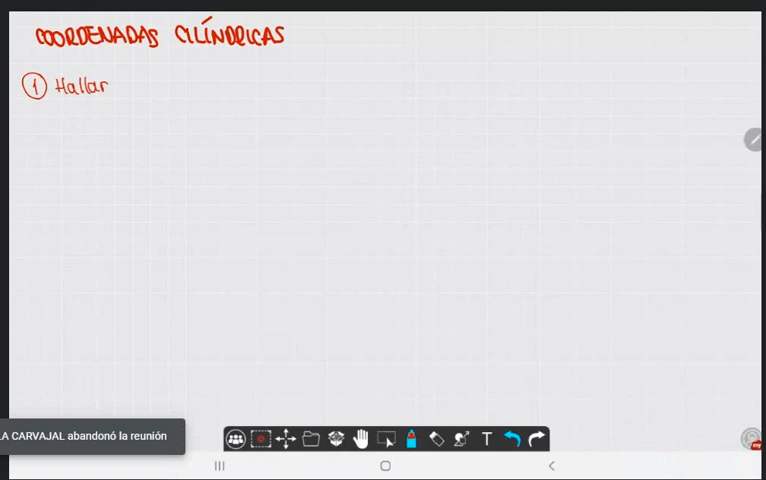 COORDENADAS CILÍNDRICAS
1 Hallar
LA CARVAJAL abandonó la reunión
T